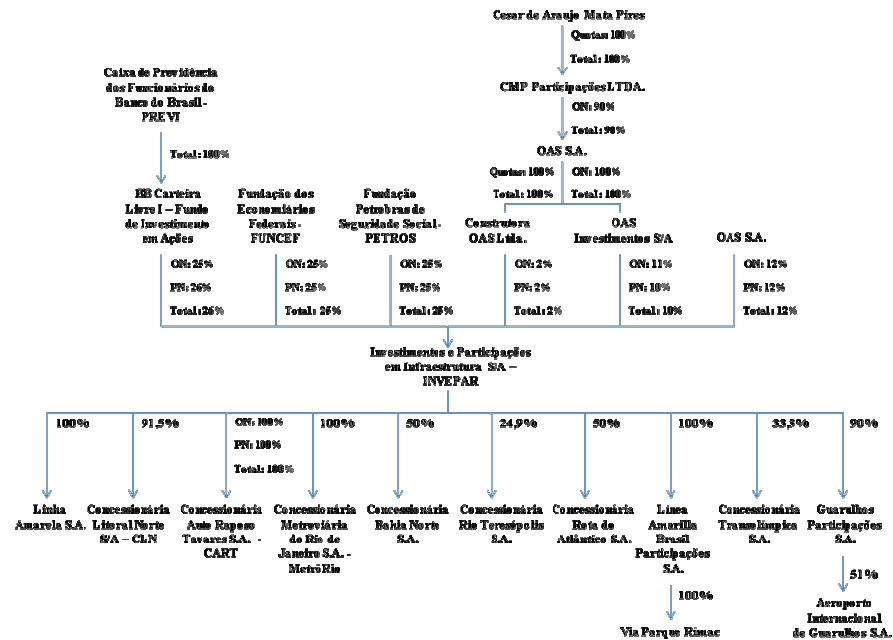 Cesar de Araujo Mata Pires
Quotas: 100%
Total: 100%
CMP Participações LTDA.
ON: 90%
Total: 90%
OAS S.A.
Quotas: 100%
Total: 100%
ON: 100%
Total: 100%
Caixa de Previdência
dos Funcionários do
Banco do Brasil-
PREVI
Total: 100%
BB Carteira
Livre I – Fundo
de Investimento
em Ações
Fundação dos
Economiários
Federais-
FUNCEF
Fundação
Petrobras de
Seguridade Social-
PETROS
Construtora
OAS Ltda.
OAS
Investimentos S/A
OAS S.A.
ON: 25%
PN: 26%
Total: 26%
ON: 25%
PN: 25%
Total: 25%
ON: 25%
PN: 25%
Total: 25%
ON: 2%
PN: 2%
Total: 2%
ON: 11%
PN: 10%
Total: 10%
ON: 12%
PN: 12%
Total: 12%
Investimentos e Participações
em Infraestrutura S/A –
INVEPAR
100%
91,5%
ON: 100%
PN: 100%
Total: 100%
100%
50%
24,9%
50%
100%
33,3%
90%
Linha
Amarela S.A.
Concessionária
Litoral Norte
S/A – CLN
Concessionária
Auto Raposo
Tavares S.A. -
CART
Concessionária
Metroviária
do Rio de
Janeiro S.A. -
Metrô Rio
Concessionária
Bahia Norte
S.A.
Concessionária
Rio Teresópolis
S.A.
Concessionária
Rota do
Atlântico S.A.
Línea
Amarilla
Brasil
Participações
S.A.
Concessionária
Transolímpica
S.A.
Guarulhos
Participações
S.A.
100%
51%
Via Parque Rimac
Aeroporto
Internacional
de Guarulhos S.A.